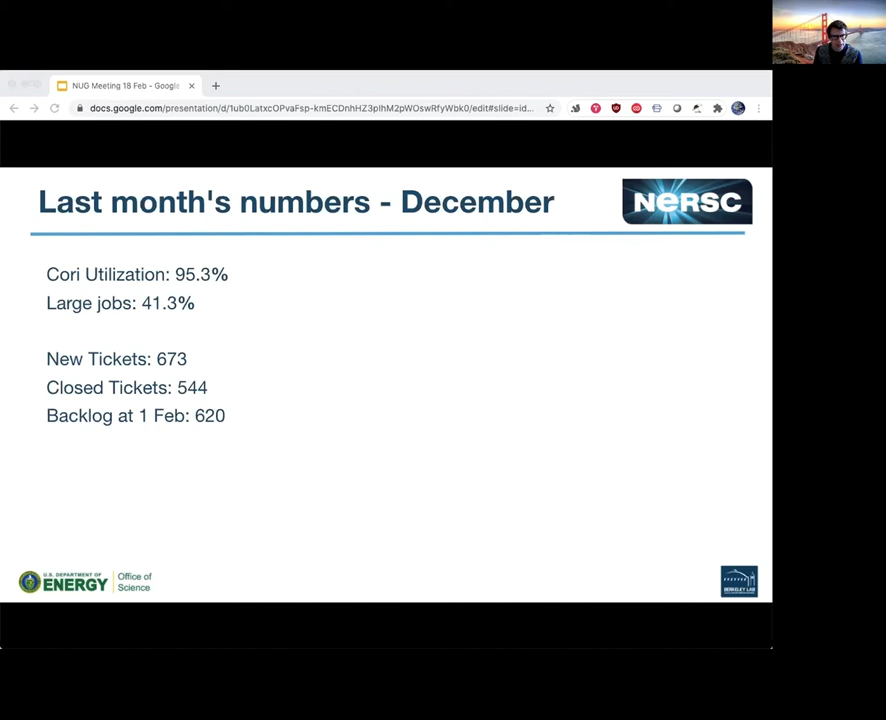 NUG Meeting 18 Feb - Google
docs.google.com/presentation/d/1ub0LatxcOPvaFsp-kmECDnhHZ3plhM2pWOswRfyWbk0/edit#slide=id...
Last month's numbers - December
NERSC
Cori Utilization: 95.3%
Large jobs: 41.3%
New Tickets: 673
Closed Tickets: 544
Backlog at 1 Feb: 620
U.S. DEPARTMENT OF
ENERGY
Office of
Science
BERKELEY LAB